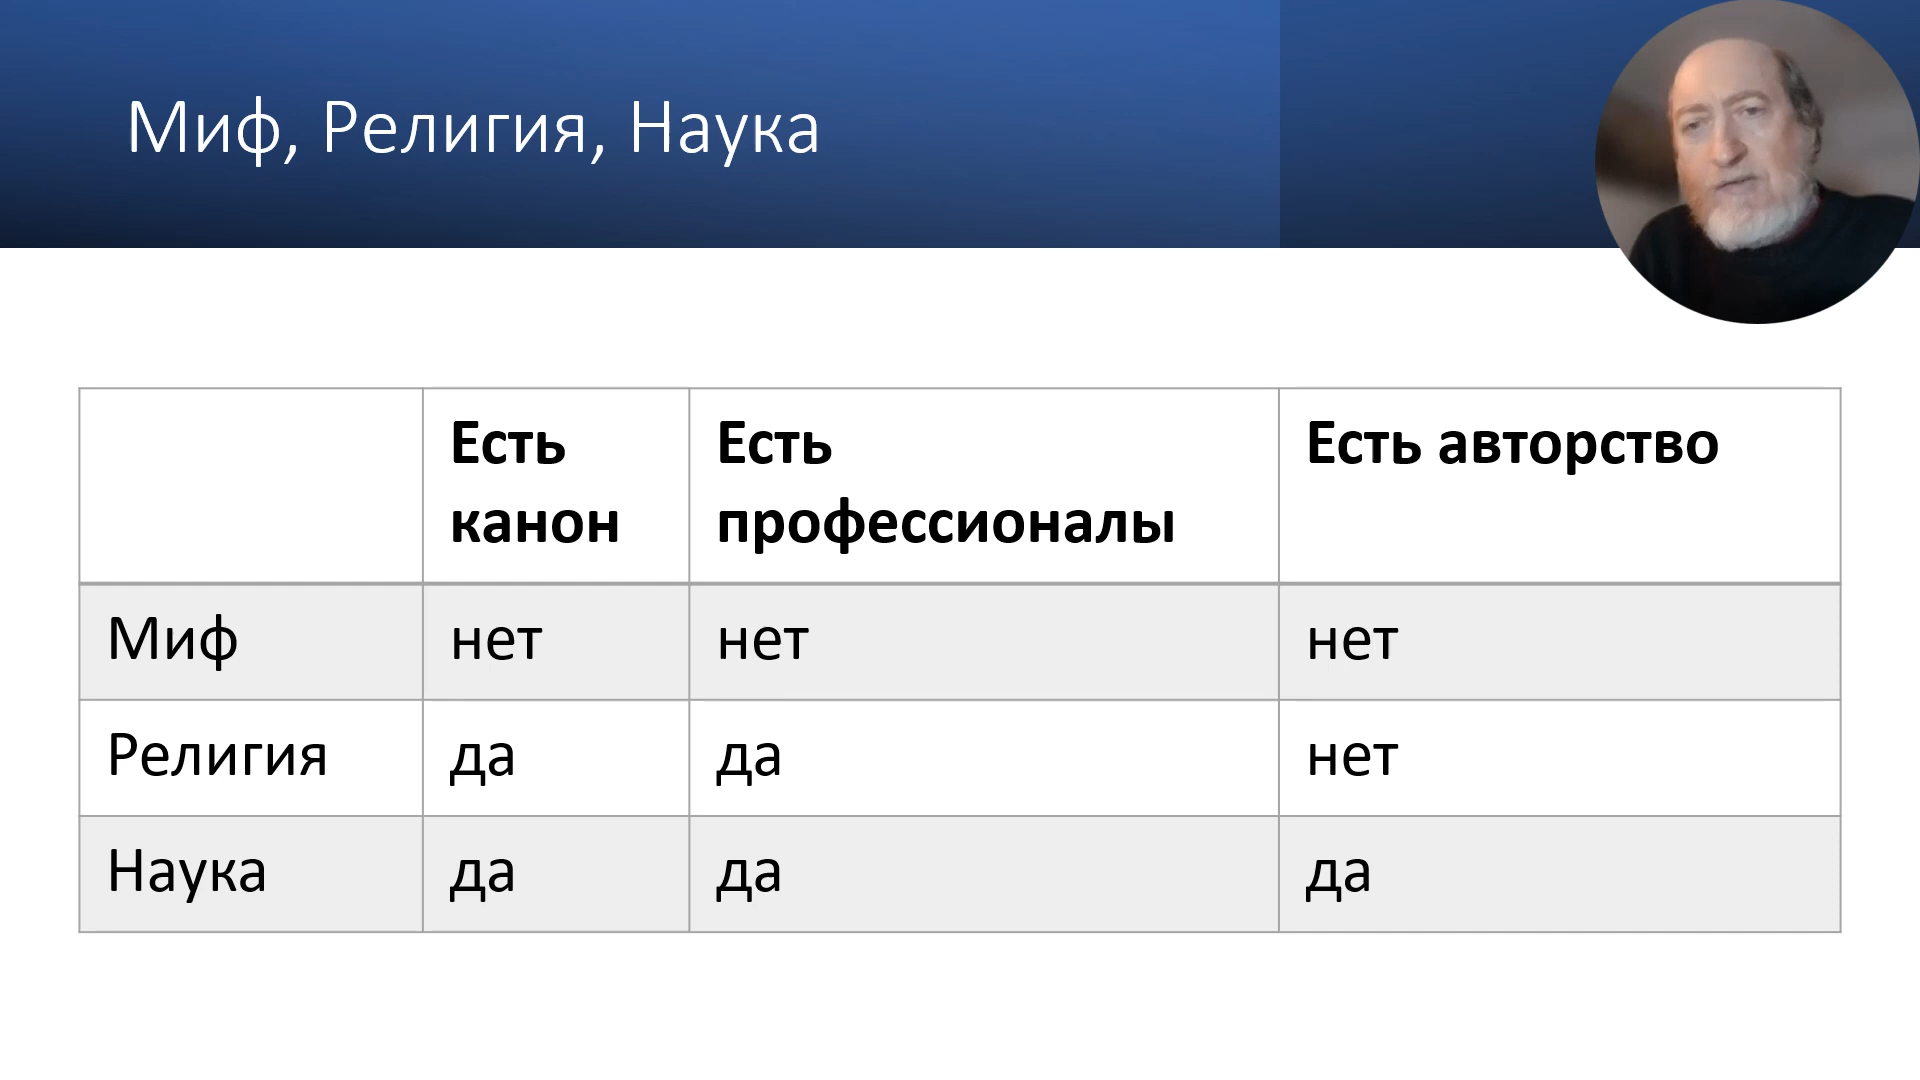 Миф, Религия, Наука
Есть канон | Есть профессионалы | Есть авторство
Миф | нет | нет | нет
Религия | да | да | нет
Наука | да | да | да